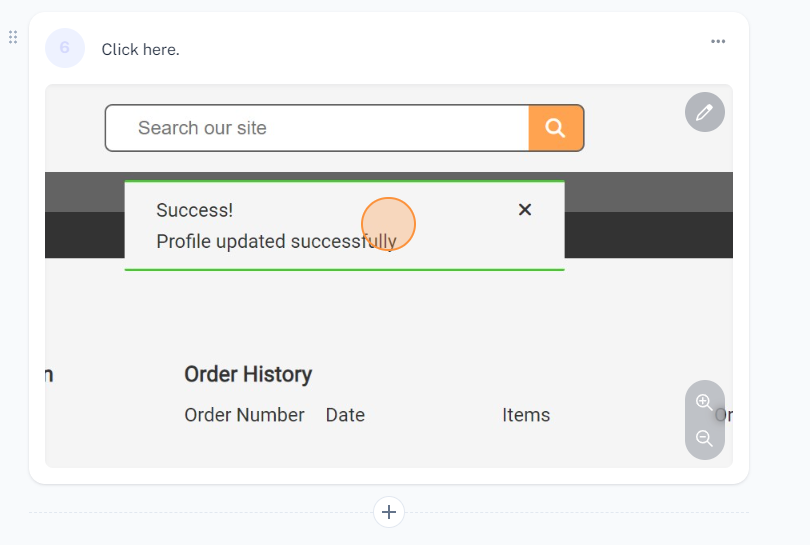 6 Click here.
Search our site
Success!
Profile updated successfully
n
Order History
Order Number Date Items Or